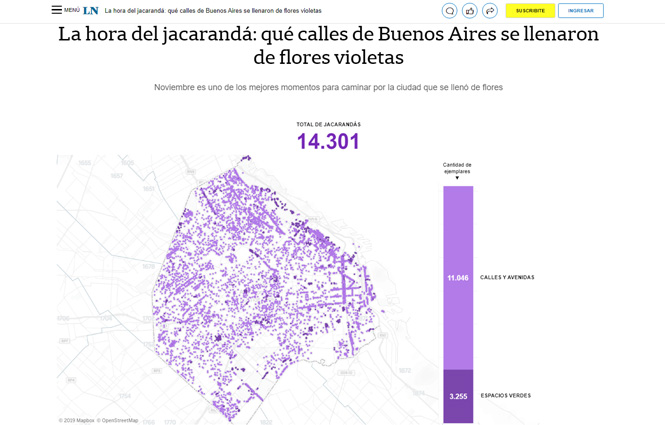 MENÚ
LN
La hora del jacarandá: qué calles de Buenos Aires se llenaron de flores violetas
SUSCRIBITE
INGRESAR
La hora del jacarandá: qué calles de Buenos Aires se llenaron
de flores violetas
Noviembre es uno de los mejores momentos para caminar por la ciudad que se llenó de flores
TOTAL DE JACARANDÁS
14.301
Cantidad de
ejemplares
11.046
CALLES Y AVENIDAS
3.255
ESPACIOS VERDES
© 2019 Mapbox © OpenStreetMap